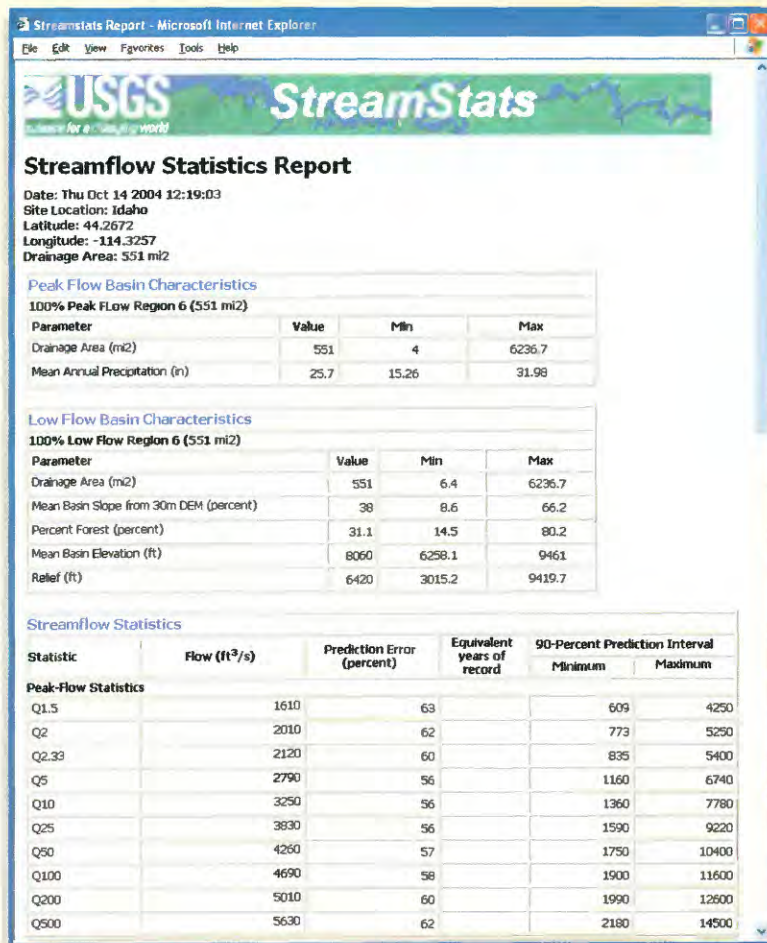 Streamstats Report - Microsoft Internet Explorer
File Edit View Favorites Tools Help
USGS
science for a changing world
StreamStats
Streamflow Statistics Report
Date: Thu Oct 14 2004 12:19:03
Site Location: Idaho
Latitude: 44.2672
Longitude: -114.3257
Drainage Area: 551 mi2
Peak Flow Basin Characteristics
100% Peak FLow Region 6 (551 mi2)
Parameter Value Min Max
Drainage Area (mi2) 551 4 6236.7
Mean Annual Precipitation (in) 25.7 15.26 31.98
Low Flow Basin Characteristics
100% Low Flow Region 6 (551 mi2)
Parameter Value Min Max
Drainage Area (mi2) 551 6.4 6236.7
Mean Basin Slope from 30m DEM (percent) 38 8.6 66.2
Percent Forest (percent) 31.1 14.5 80.2
Mean Basin Elevation (ft) 8060 6258.1 9461
Relief (ft) 6420 3015.2 9419.7
Streamflow Statistics
Statistic Flow (ft³/s) Prediction Error (percent) Equivalent years of record 90-Percent Prediction Interval
Minimum Maximum
Peak-Flow Statistics
Q1.5 1610 63 609 4250
Q2 2010 62 773 5250
Q2.33 2120 60 835 5400
Q5 2790 56 1160 6740
Q10 3250 56 1360 7780
Q25 3830 56 1590 9220
Q50 4260 57 1750 10400
Q100 4690 58 1900 11600
Q200 5010 60 1990 12600
Q500 5630 62 2180 14500